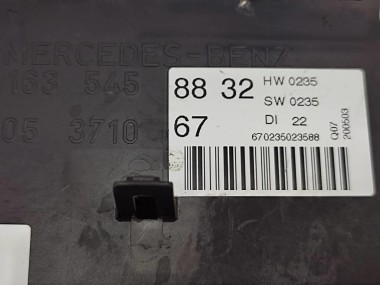 MERCEDES-BENZ
163 545
05 3710
88 32
67
HW 0235
SW 0235
DI 22
670235023588
Q07
200503